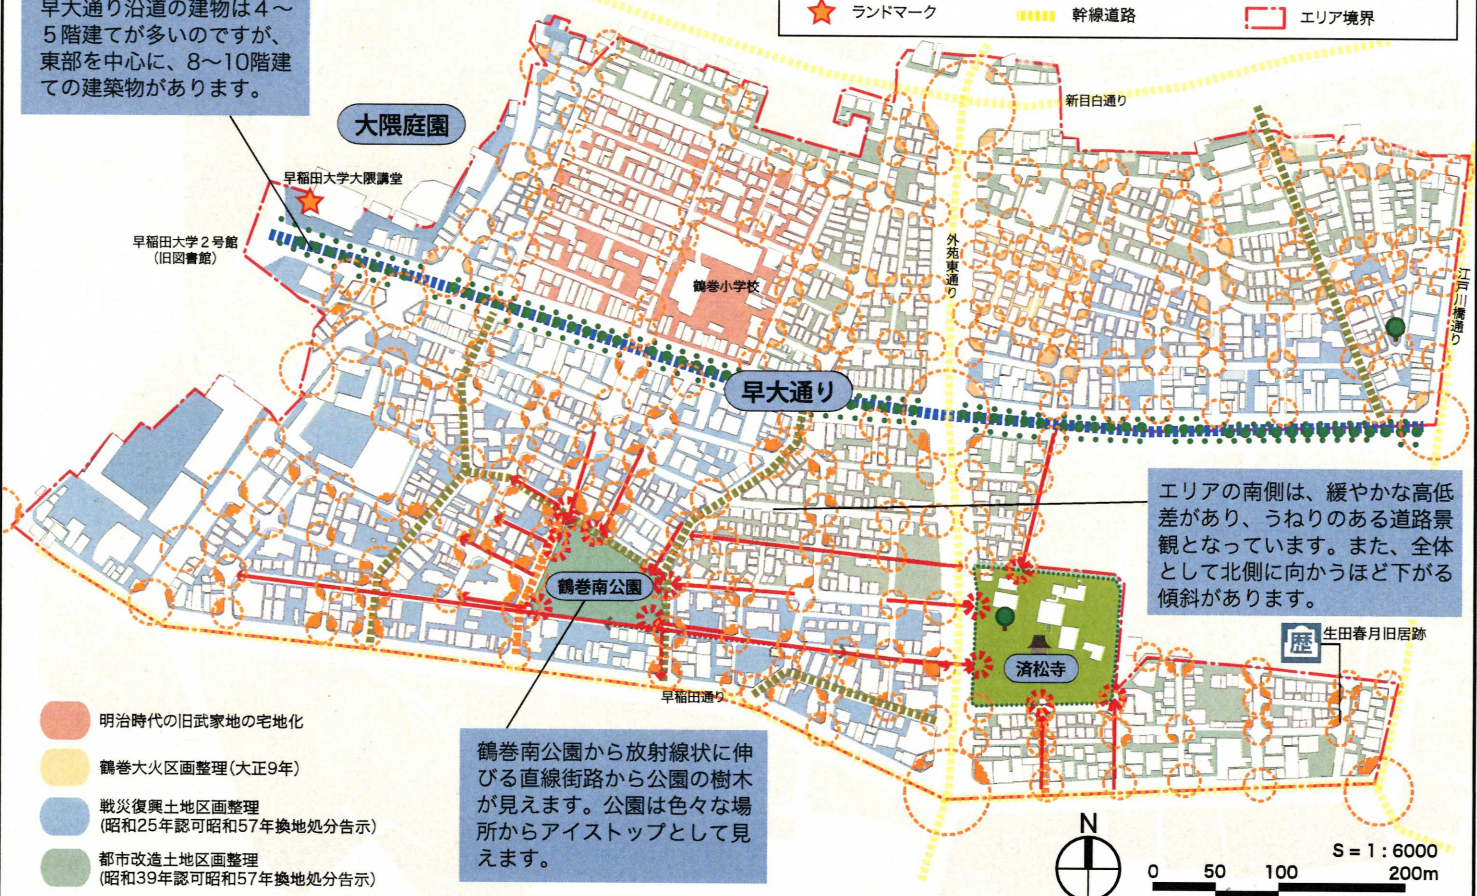 早大通り沿道の建物は４〜
５階建てが多いのですが、
東部を中心に、8〜10階建
ての建築物があります。
ランドマーク
幹線道路
エリア境界
大隈庭園
新目白通り
早稲田大学大隈講堂
早稲田大学２号館
（旧図書館）
外苑東通り
鶴巻小学校
江戸川橋通り
早大通り
エリアの南側は、緩やかな高低
差があり、うねりのある道路景
観となっています。また、全体
として北側に向かうほど下がる
傾斜があります。
鶴巻南公園
歴
生田春月旧居跡
済松寺
早稲田通り
明治時代の旧武家地の宅地化
鶴巻大火区画整理（大正9年）
戦災復興土地区画整理
（昭和25年認可昭和57年換地処分告示）
都市改造土地区画整理
（昭和39年認可昭和57年換地処分告示）
鶴巻南公園から放射線状に伸
びる直線街路から公園の樹木
が見えます。公園は色々な場
所からアイストップとして見
えます。
N
S = 1 : 6000
0 50 100 200m